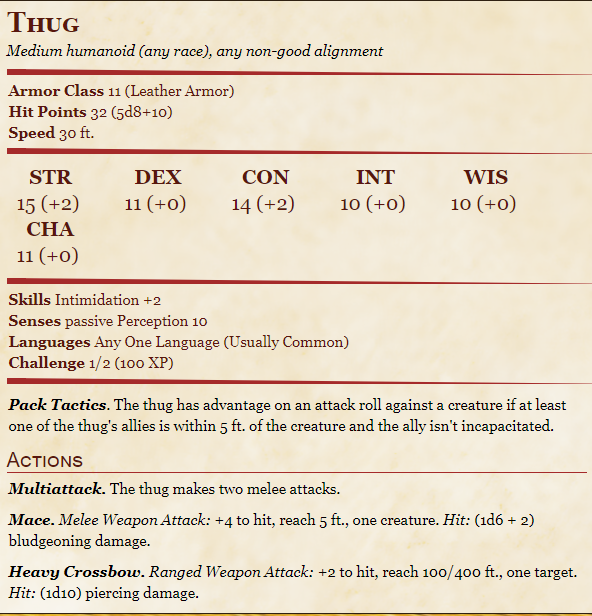 Thug
Medium humanoid (any race), any non-good alignment
Armor Class 11 (Leather Armor)
Hit Points 32 (5d8+10)
Speed 30 ft.
STR DEX CON INT WIS
15 (+2) 11 (+0) 14 (+2) 10 (+0) 10 (+0)
CHA
11 (+0)
Skills Intimidation +2
Senses passive Perception 10
Languages Any One Language (Usually Common)
Challenge 1/2 (100 XP)
Pack Tactics. The thug has advantage on an attack roll against a creature if at least
one of the thug's allies is within 5 ft. of the creature and the ally isn't incapacitated.
Actions
Multiattack. The thug makes two melee attacks.
Mace. Melee Weapon Attack: +4 to hit, reach 5 ft., one creature. Hit: (1d6 + 2)
bludgeoning damage.
Heavy Crossbow. Ranged Weapon Attack: +2 to hit, reach 100/400 ft., one target.
Hit: (1d10) piercing damage.